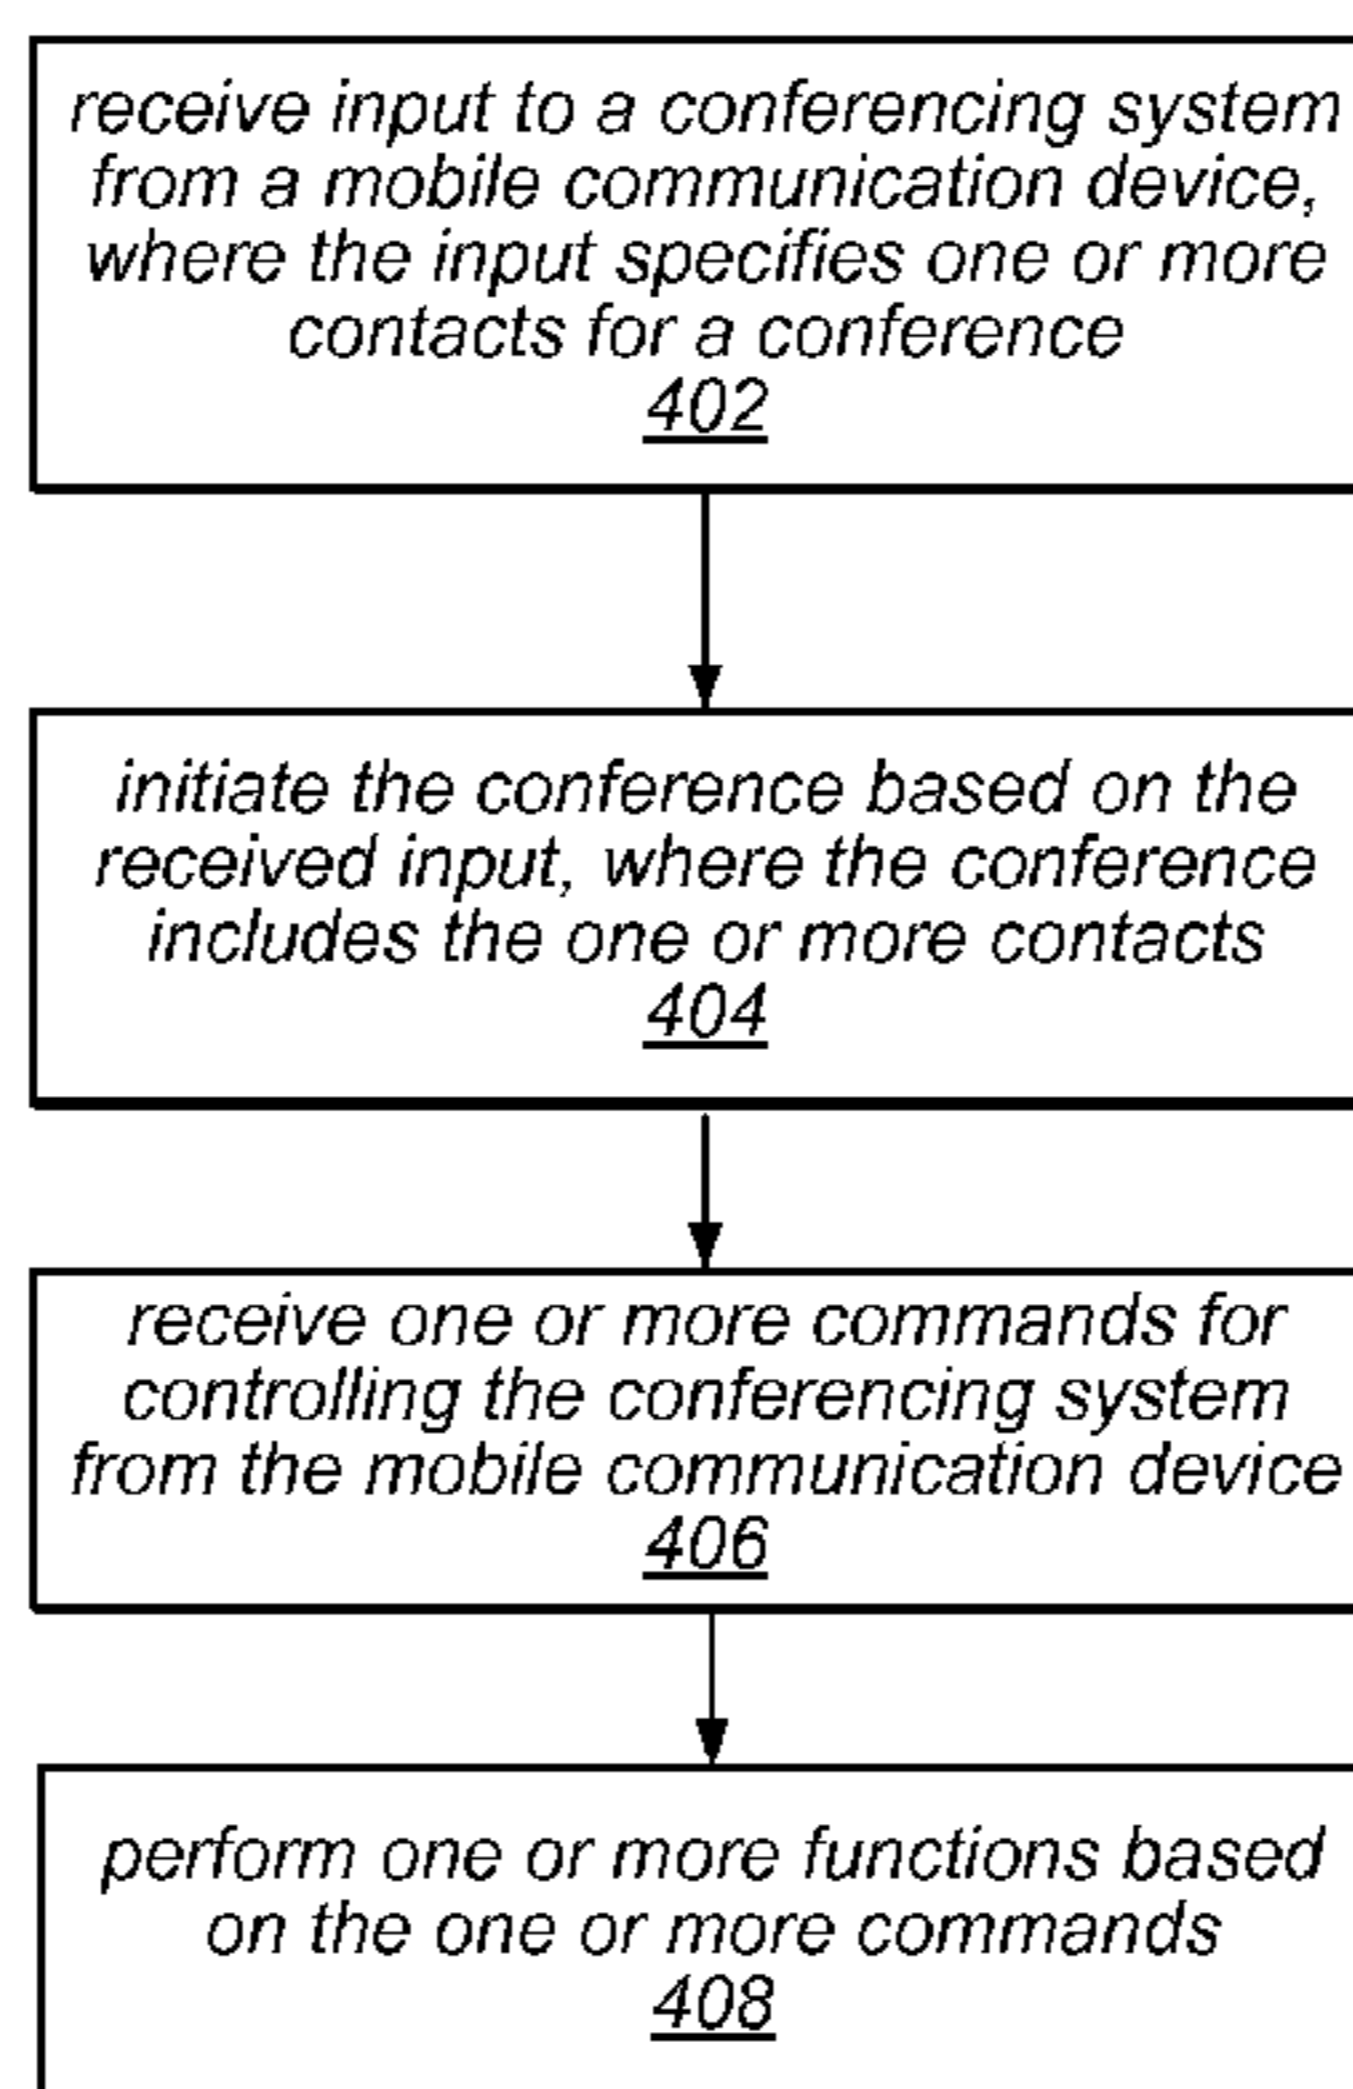 receive input to a conferencing system
from a mobile communication device,
where the input specifies one or more
contacts for a conference
402
initiate the conference based on the
received input, where the conference
includes the one or more contacts
404
receive one or more commands for
controlling the conferencing system
from the mobile communication device
406
perform one or more functions based
on the one or more commands
408